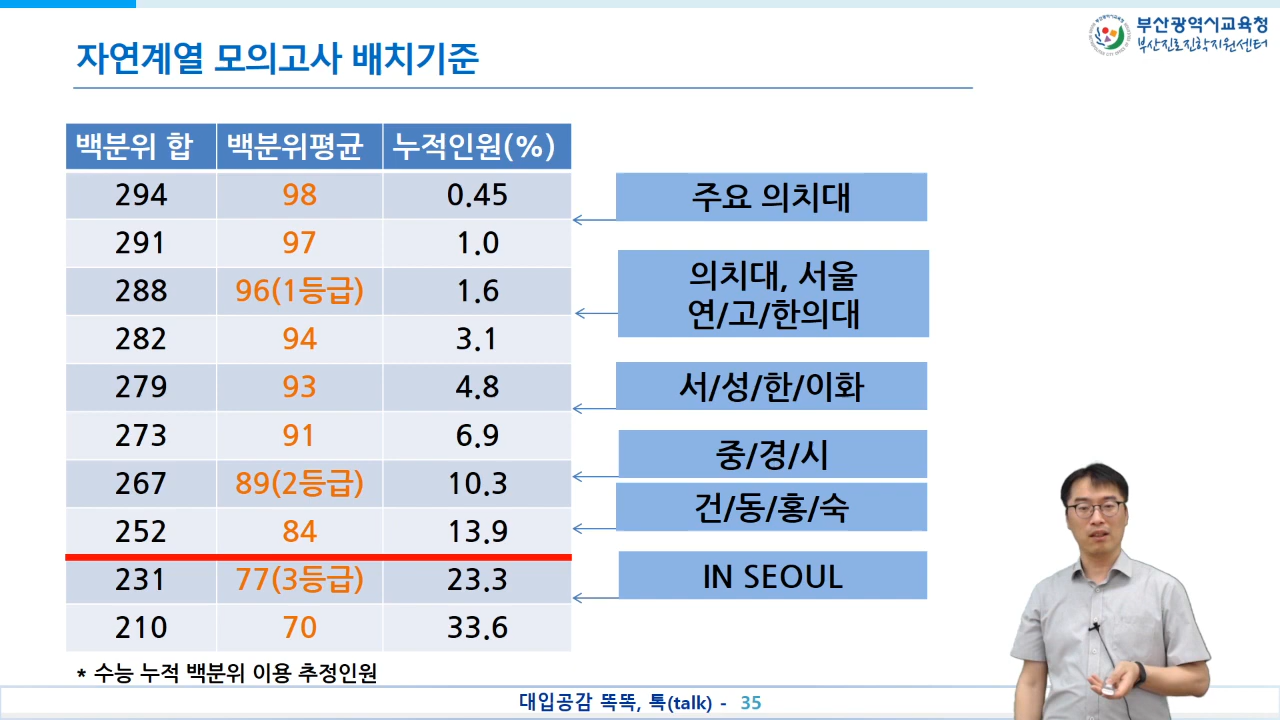 부산광역시교육청
부산진로진학지원센터
자연계열 모의고사 배치기준
백분위 합 백분위평균 누적인원(%)
294 98 0.45
291 97 1.0
288 96(1등급) 1.6
282 94 3.1
279 93 4.8
273 91 6.9
267 89(2등급) 10.3
252 84 13.9
231 77(3등급) 23.3
210 70 33.6
주요 의치대
의치대, 서울
연/고/한의대
서/성/한/이화
중/경/시
건/동/홍/숙
IN SEOUL
* 수능 누적 백분위 이용 추정인원
대입공감 똑똑, 톡(talk) - 35